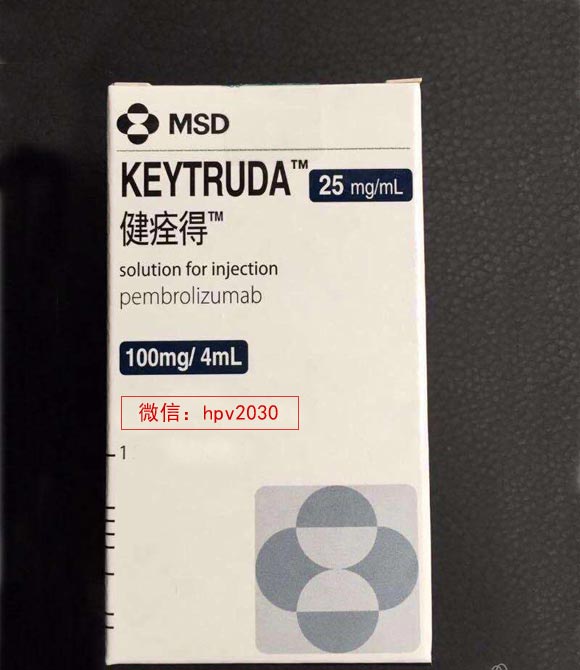 MSD
KEYTRUDA™ 25 mg/mL
健痊得™
solution for injection
pembrolizumab
100mg/ 4mL
微信：hpv2030
1